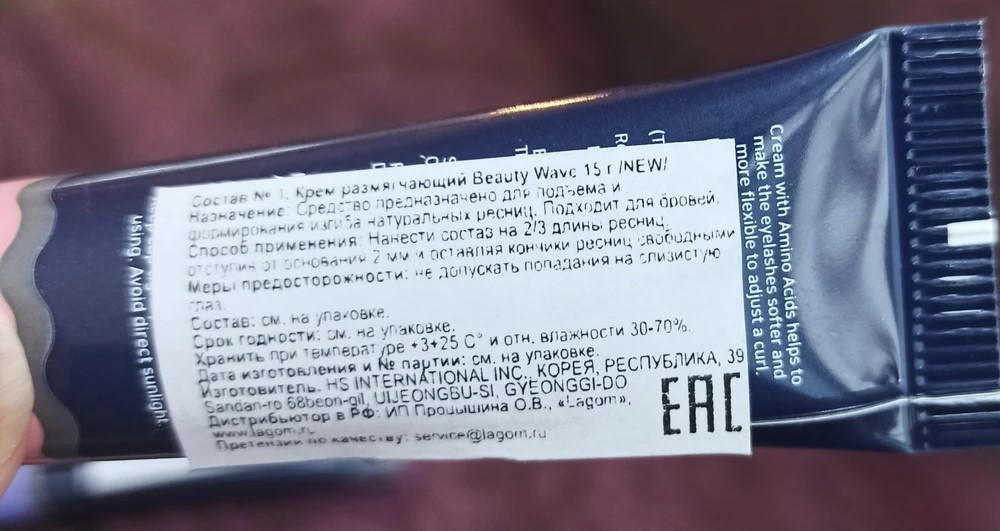 Состав № 1. Крем размягчающий Beauty Wave 15 г /NEW/
Назначение: Средство предназначено для подъема и
формирования изгиба натуральных ресниц. Подходит для бровей.
Способ применения: Нанести состав на 2/3 длины ресниц,
отступив от основания 2 мм и оставляя кончики ресниц свободными
Меры предосторожности: не допускать попадания на слизистую
глаз.
Состав: см. на упаковке.
Срок годности: см. на упаковке.
Хранить при температуре +3+25 С° и отн. влажности 30-70%.
Дата изготовления и № партии: см. на упаковке.
Изготовитель: HS INTERNATIONAL INC., КОРЕЯ, РЕСПУБЛИКА, 39
Sandan-ro 68beon-gil, UIJEONGBU-SI, GYEONGGI-DO
Дистрибьютор в РФ: ИП О.В., «Lagom»,
www.lagom.ru
Претензии по качеству: service@lagom.ru
EAC
Cream with Amino Acids helps to
make the eyelashes softer and
more flexible to adjust a curl.
using. Avoid direct sunlight.